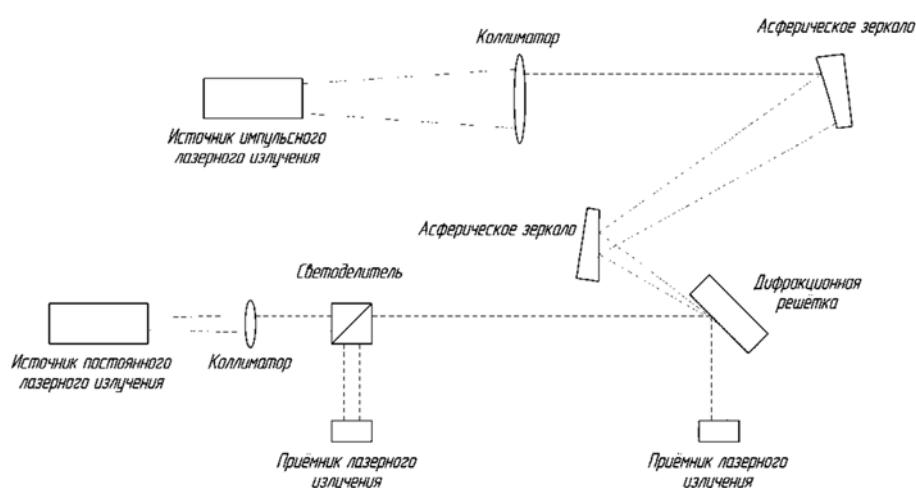 Асферическое зеркало
Коллиматор
Источник импульсного
лазерного излучения
Асферическое зеркало
Светоделитель
Дифракционная
решётка
Источник постоянного
лазерного излучения
Коллиматор
Приёмник лазерного
излучения
Приёмник лазерного
излучения